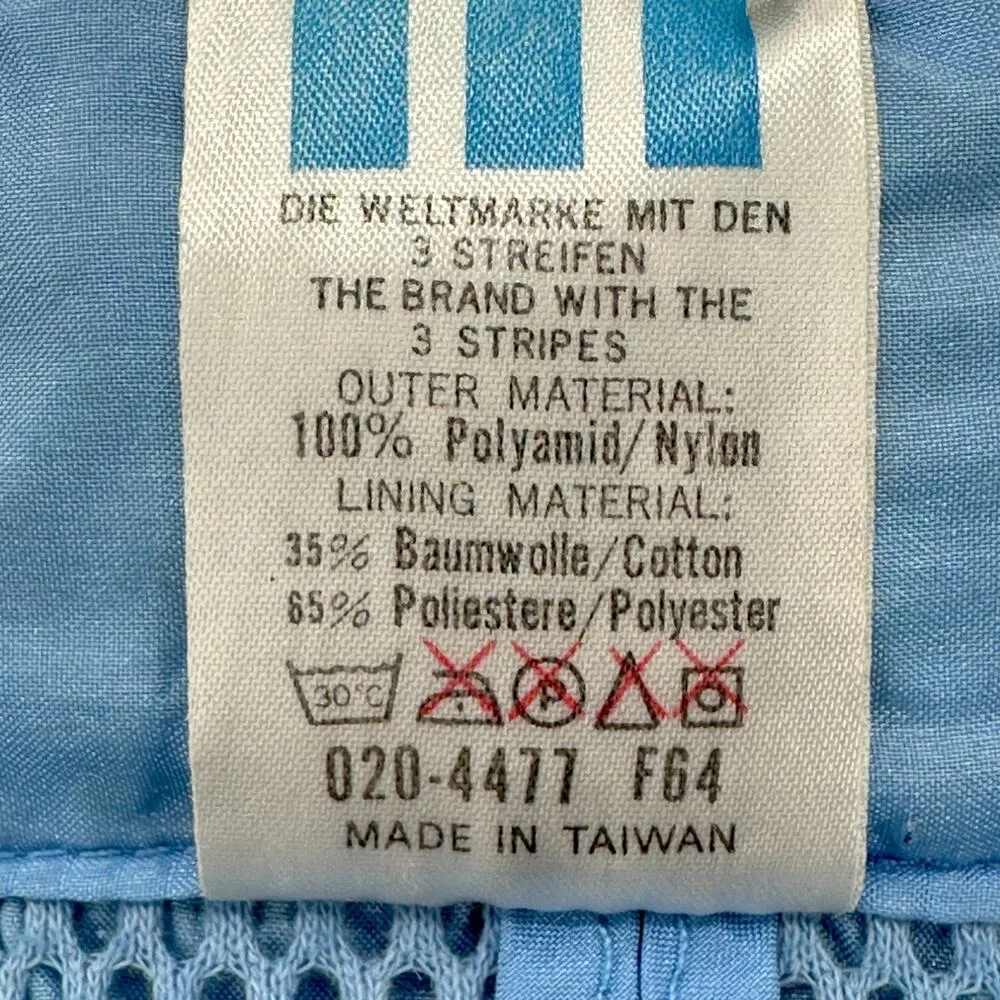 DIE WELTMARKE MIT DEN
3 STREIFEN
THE BRAND WITH THE
3 STRIPES
OUTER MATERIAL:
100% Polyamid/Nylon
LINING MATERIAL:
35% Baumwolle/Cotton
65% Poliestere/Polyester
30°C P
020-4477 F64
MADE IN TAIWAN